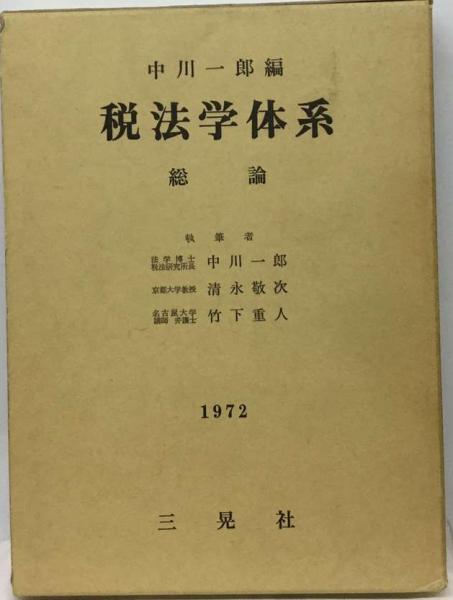 中川一郎編
税法学体系
総論
執筆者
法学博士
税法研究所長 中川一郎
京都大学教授 清永敬次
名古屋大学
講師 弁護士 竹下重人
1972
三晃社